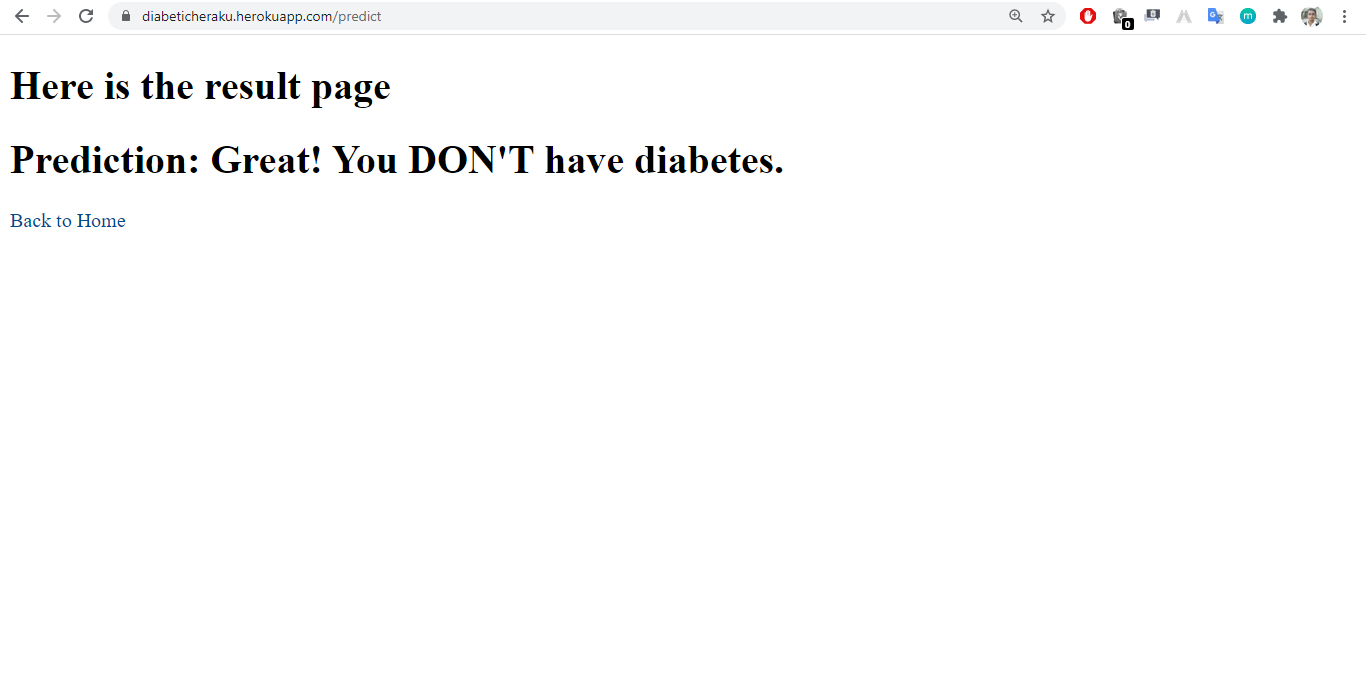 diabeticheraku.herokuapp.com/predict
0
m
Here is the result page
Prediction: Great! You DON'T have diabetes.
Back to Home